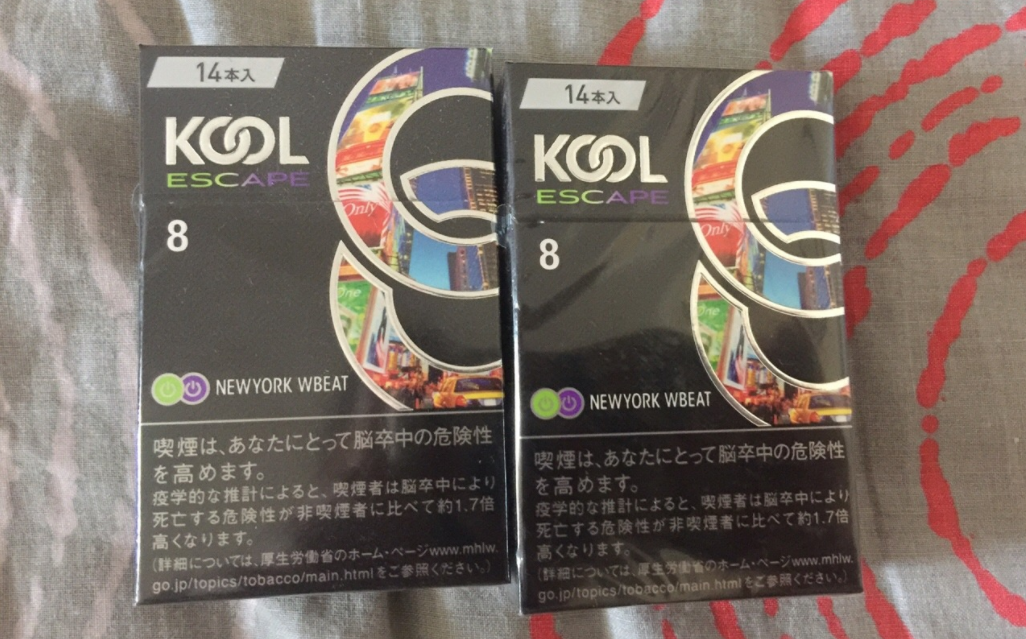 14本入
KOOL
ESCAPE
8
Only
One
NEWYORK WBEAT
喫煙は、あなたにとって脳卒中の危険性
を高めます。
疫学的な推計によると、喫煙者は脳卒中により
死亡する危険性が非喫煙者に比べて約1.7倍
高くなります。
(詳細については、厚生労働省のホーム・ページwww.mhlw.
go.jp/topics/tobacco/main.htmlをご参照ください。)
14本入
KOOL
ESCAPE
8
Only
One
NEWYORK WBEAT
喫煙は、あなたにとって脳卒中の危険性
を高めます。
疫学的な推計によると、喫煙者は脳卒中により
死亡する危険性が非喫煙者に比べて約1.7倍
高くなります。
(詳細については、厚生労働省のホーム・ページwww.mhlw.
go.jp/topics/tobacco/main.htmlをご参照ください。)